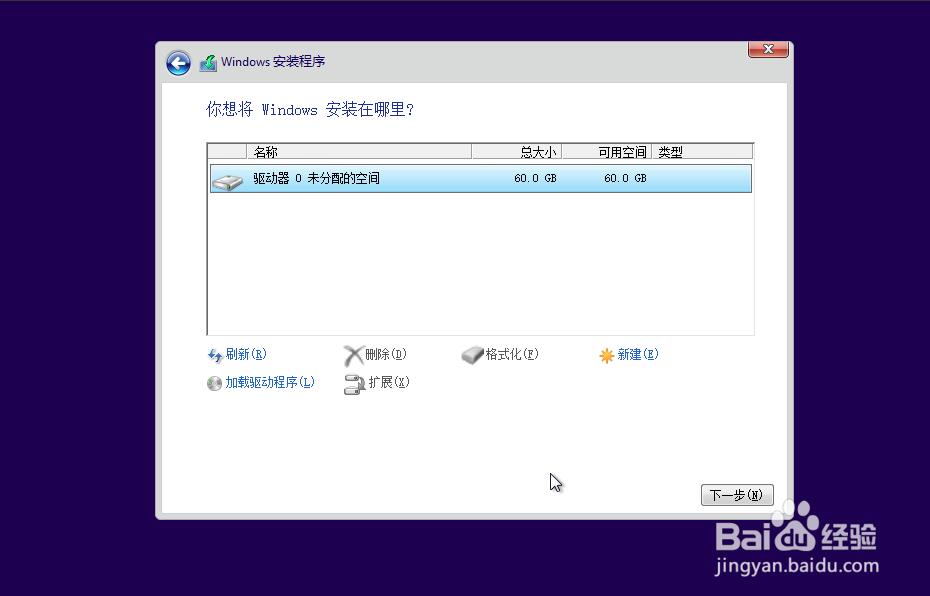 Windows 安装程序
你想将 Windows 安装在哪里?
名称 总大小 可用空间 类型
驱动器 0 未分配的空间 60.0 GB 60.0 GB
刷新(R) 删除(D) 格式化(F) 新建(E)
加载驱动程序(L) 扩展(X)
下一步(N)
Bai du 经验
jingyan.baidu.com